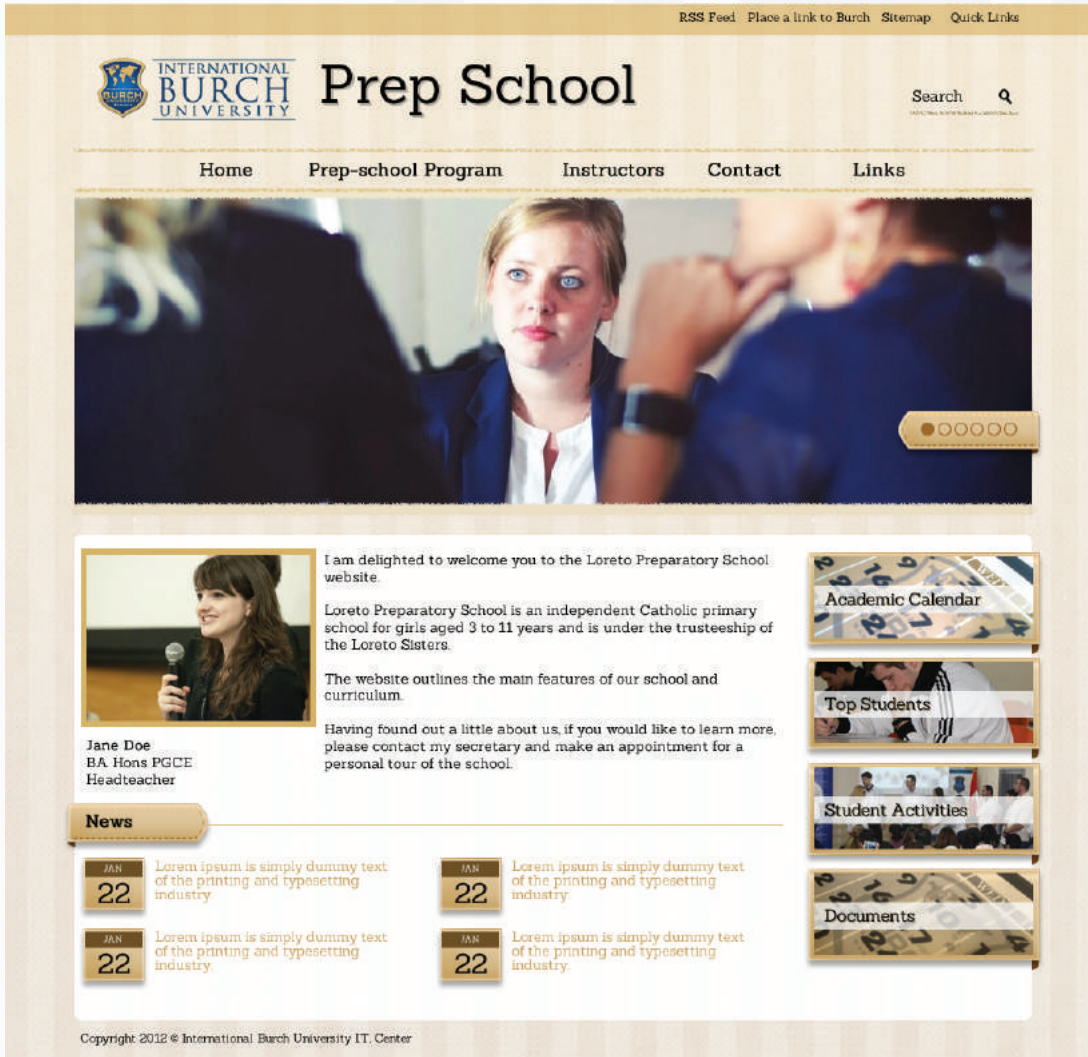 RSS Feed Place a link to Burch Sitemap Quick Links
INTERNATIONAL
BURCH
UNIVERSITY
BURCH
Prep School
Search
Home Prep-school Program Instructors Contact Links
I am delighted to welcome you to the Loreto Preparatory School
website.
Loreto Preparatory School is an independent Catholic primary
school for girls aged 3 to 11 years and is under the trusteeship of
the Loreto Sisters.
The website outlines the main features of our school and
curriculum.
Having found out a little about us, if you would like to learn more,
please contact my secretary and make an appointment for a
personal tour of the school.
Jane Doe
BA Hons PGCE
Headteacher
Academic Calendar
Top Students
Student Activities
Documents
News
JAN
22
Lorem ipsum is simply dummy text
of the printing and typesetting
industry.
JAN
22
Lorem ipsum is simply dummy text
of the printing and typesetting
industry.
JAN
22
Lorem ipsum is simply dummy text
of the printing and typesetting
industry.
JAN
22
Lorem ipsum is simply dummy text
of the printing and typesetting
industry.
Copyright 2012 © International Burch University I.T. Center